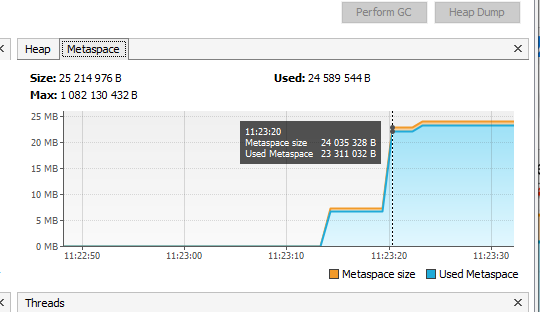 Perform GC
Heap Dump
Heap
Metaspace
Size: 25 214 976 B
Used: 24 589 544 B
Max: 1 082 130 432 B
25 MB
20 MB
15 MB
10 MB
5 MB
0 MB
11:23:20
Metaspace size 24 035 328 B
Used Metaspace 23 311 032 B
11:22:50
11:23:00
11:23:10
11:23:20
11:23:30
Metaspace size
Used Metaspace
Threads